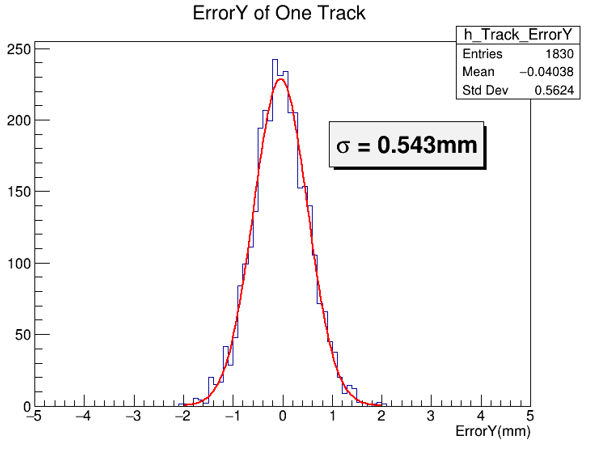 ErrorY of One Track
h_Track_ErrorY
Entries 1830
Mean −0.04038
Std Dev 0.5624
σ = 0.543mm
250
200
150
100
50
0
−5 −4 −3 −2 −1 0 1 2 3 4 5
ErrorY(mm)